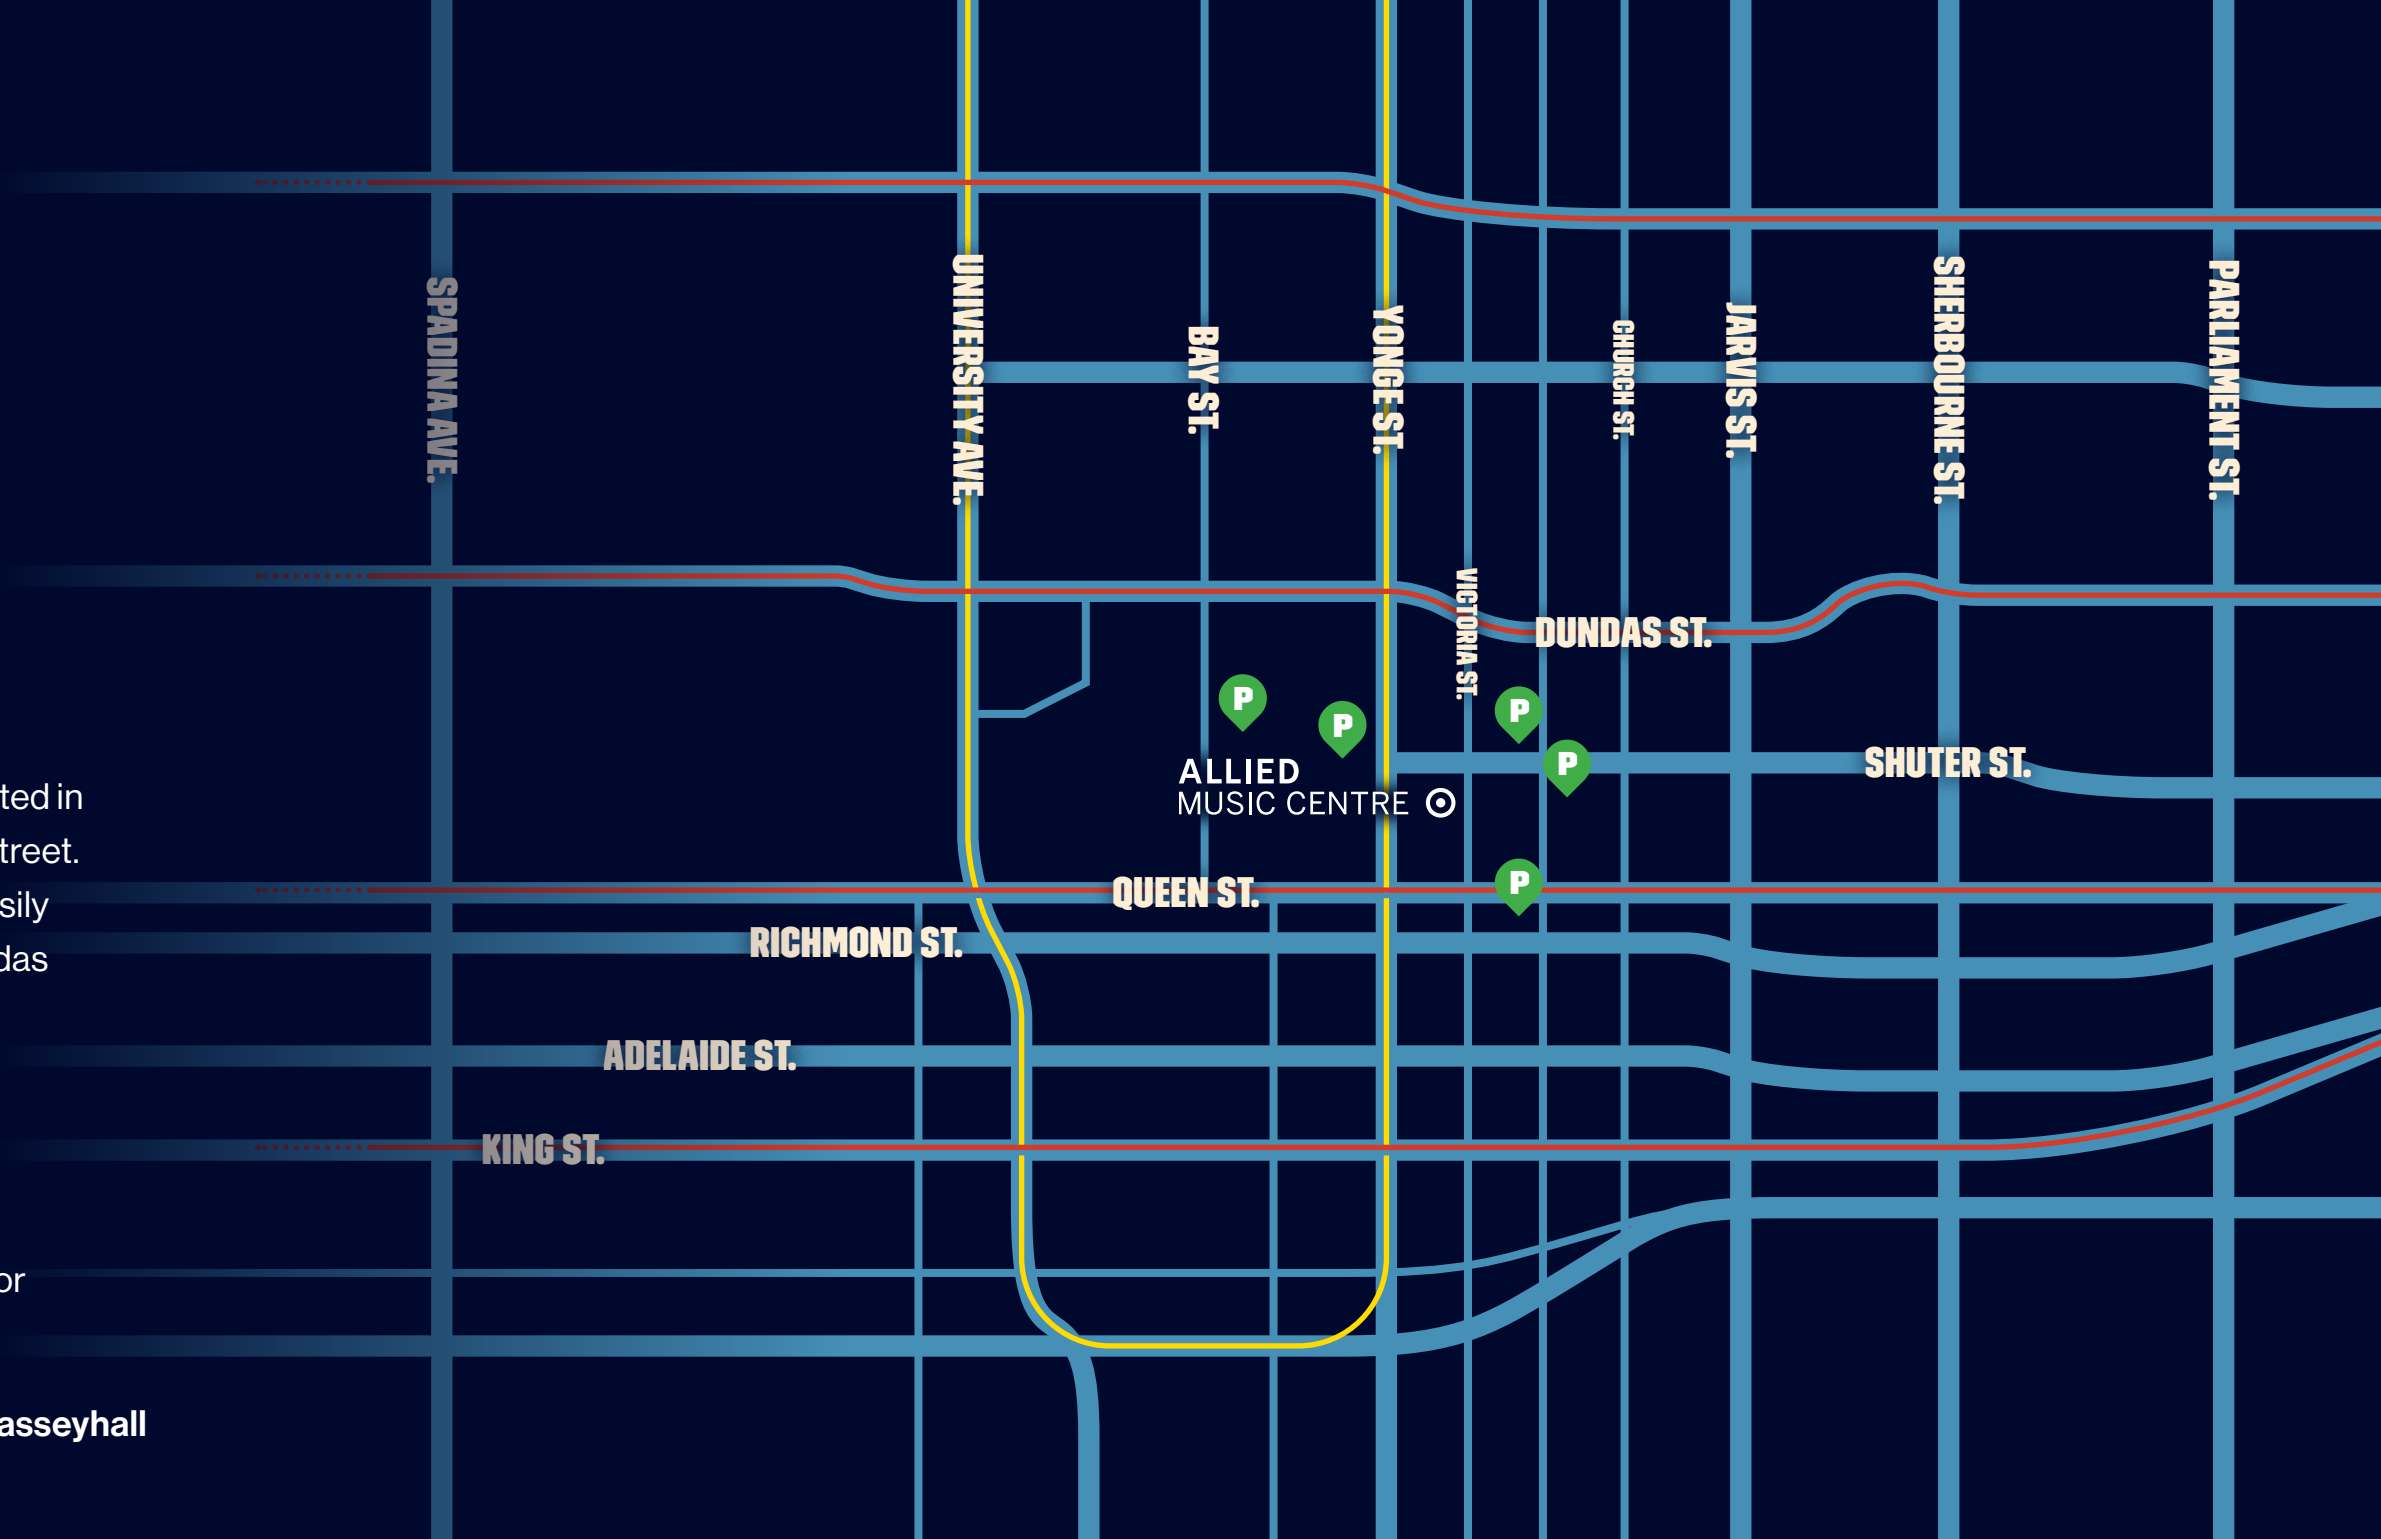 SPADINA AVE.
UNIVERSITY AVE.
BAY ST.
YONGE ST.
CHURCH ST.
JARVIS ST.
SHERBOURNE ST.
PARLIAMENT ST.
VICTORIA ST.
DUNDAS ST.
P
P
P
P
SHUTER ST.
ALLIED
MUSIC CENTRE
ted in
treet.
P
QUEEN ST.
sily
RICHMOND ST.
das
ADELAIDE ST.
KING ST.
or
asseyhall